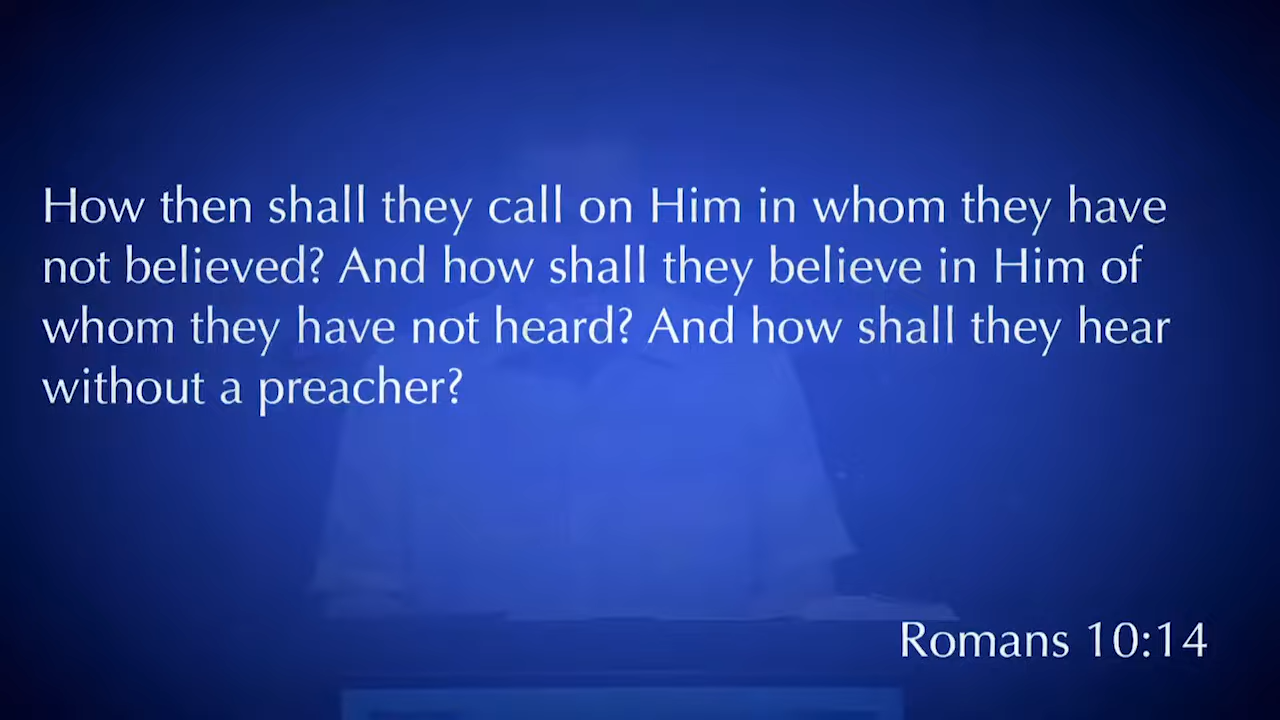 How then shall they call on Him in whom they have
not believed? And how shall they believe in Him of
whom they have not heard? And how shall they hear
without a preacher?
Romans 10:14